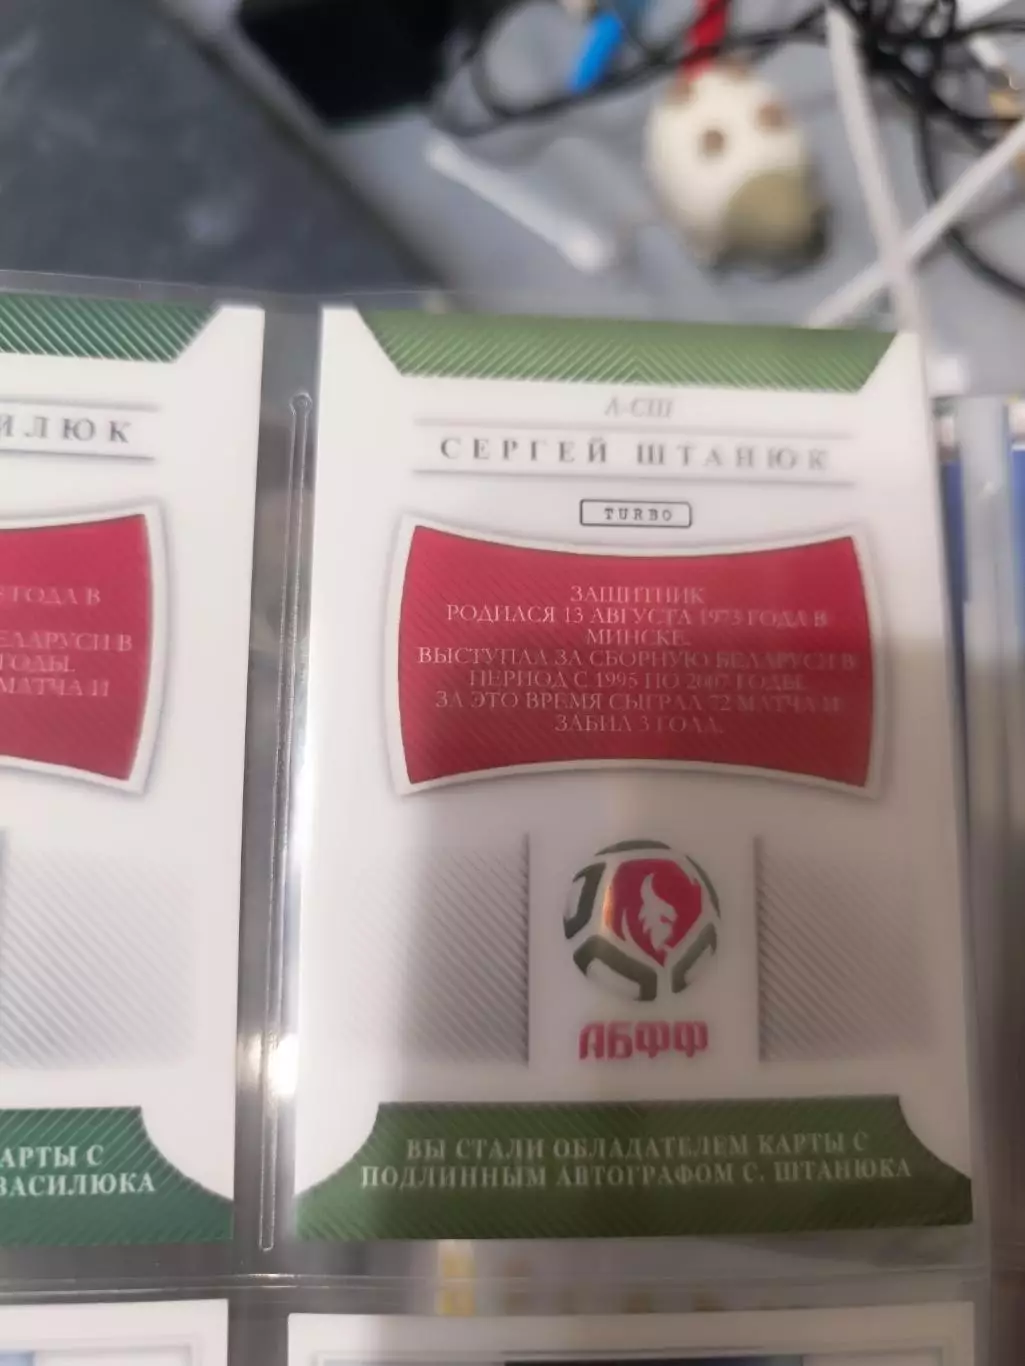 ИЛЮК
ГОДА В
БЕЛАРУСИ В
ГОДЫ.
МАТЧА И
АРТЫ С
ВАСИЛЮКА
А-СШ
СЕРГЕЙ ШТАНЮК
TURBO
ЗАЩИТНИК
РОДИЛСЯ 13 АВГУСТА 1973 ГОДА В
МИНСКЕ.
ВЫСТУПАЛ ЗА СБОРНУЮ БЕЛАРУСИ В
ПЕРИОД С 1995 ПО 2007 ГОДЫ.
ЗА ЭТО ВРЕМЯ СЫГРАЛ 72 МАТЧА И
ЗАБИЛ 3 ГОЛА.
АБФФ
ВЫ СТАЛИ ОБЛАДАТЕЛЕМ КАРТЫ С
ПОДЛИННЫМ АВТОГРАФОМ С. ШТАНЮКА